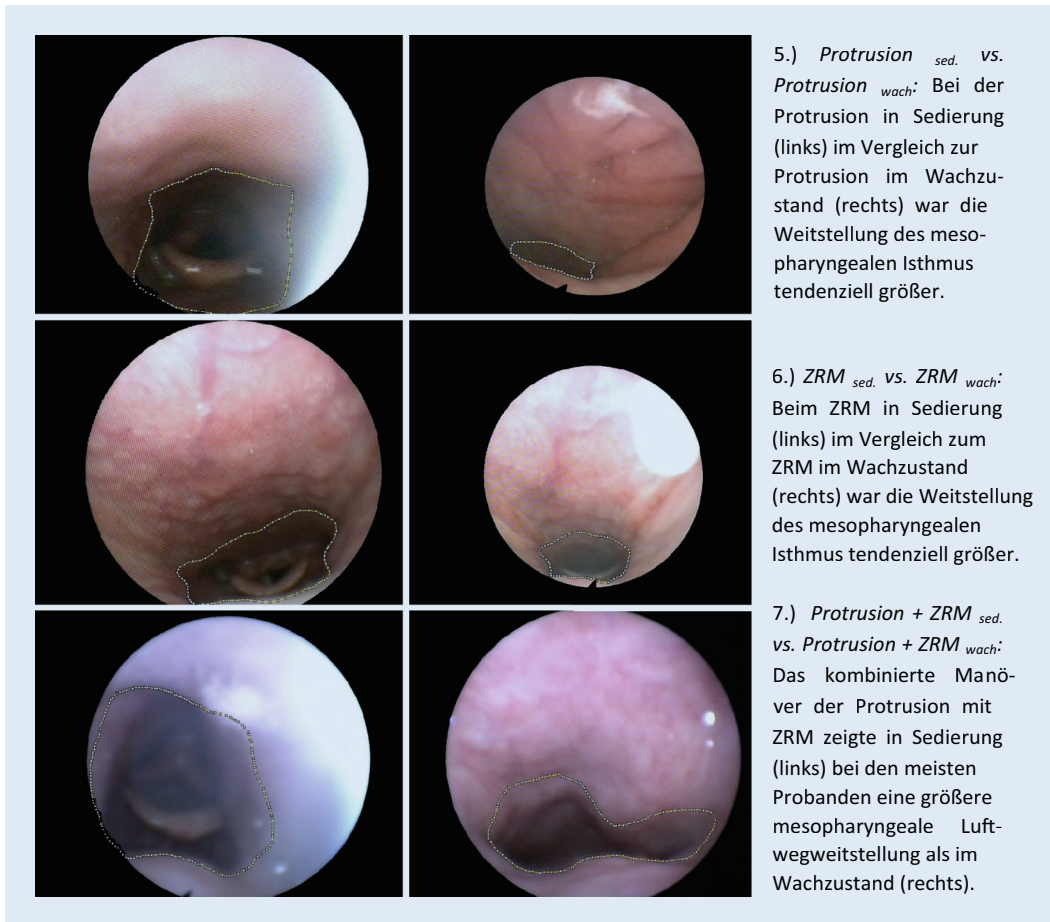 5.) Protrusion sed. vs.
Protrusion wach: Bei der
Protrusion in Sedierung
(links) im Vergleich zur
Protrusion im Wachzu-
stand (rechts) war die
Weitstellung des meso-
pharyngealen Isthmus
tendenziell größer.
6.) ZRM sed. vs. ZRM wach:
Beim ZRM in Sedierung
(links) im Vergleich zum
ZRM im Wachzustand
(rechts) war die Weitstellung
des mesopharyngealen
Isthmus tendenziell größer.
7.) Protrusion + ZRM sed.
vs. Protrusion + ZRM wach:
Das kombinierte Manö-
ver der Protrusion mit
ZRM zeigte in Sedierung
(links) bei den meisten
Probanden eine größere
mesopharyngeale Luft-
wegweitstellung als im
Wachzustand (rechts).